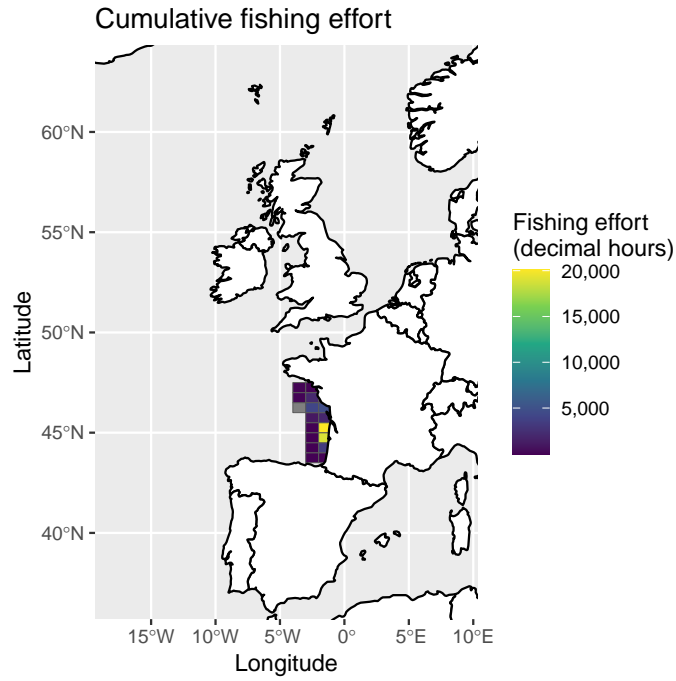 Cumulative fishing effort
60°N
55°N
50°N
45°N
40°N
15°W 10°W 5°W 0° 5°E 10°E
Longitude
Latitude
Fishing effort
(decimal hours)
20,000
15,000
10,000
5,000